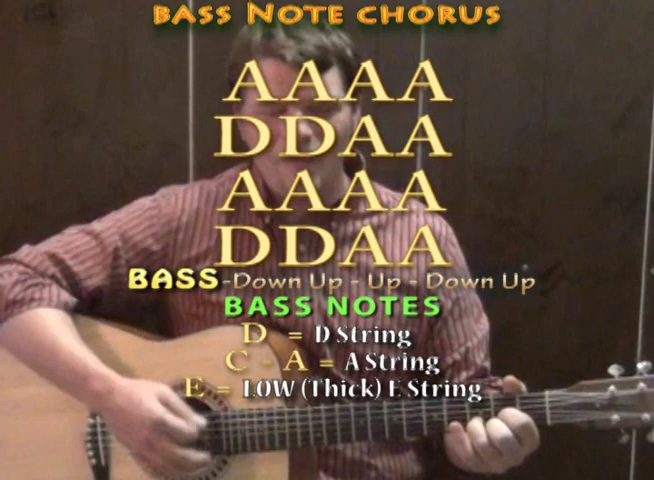 BASS NOTE CHORUS
AAAA
DDAA
AAAA
DDAA
BASS-Down Up - Up - Down Up
BASS NOTES
D = D String
C - A = A String
E = LOW (Thick) E String